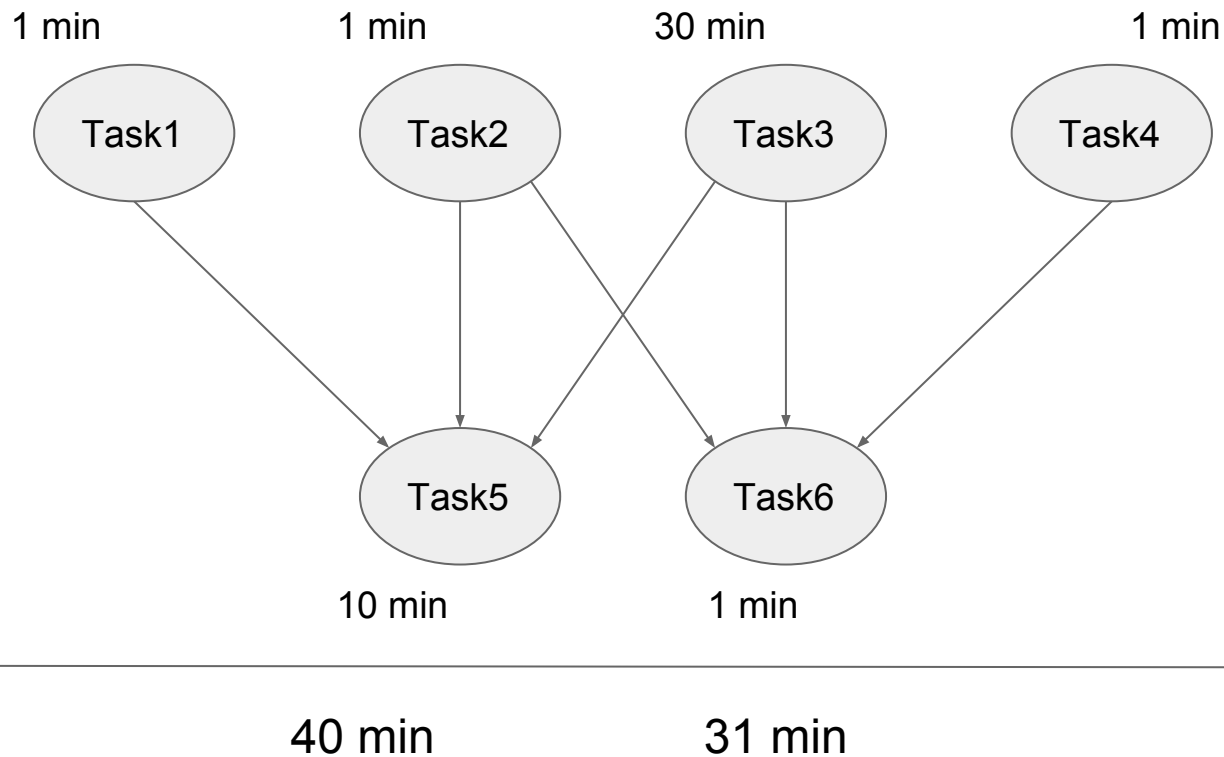 1 min
1 min
30 min
1 min
Task1
Task2
Task3
Task4
Task5
Task6
10 min
1 min
40 min
31 min